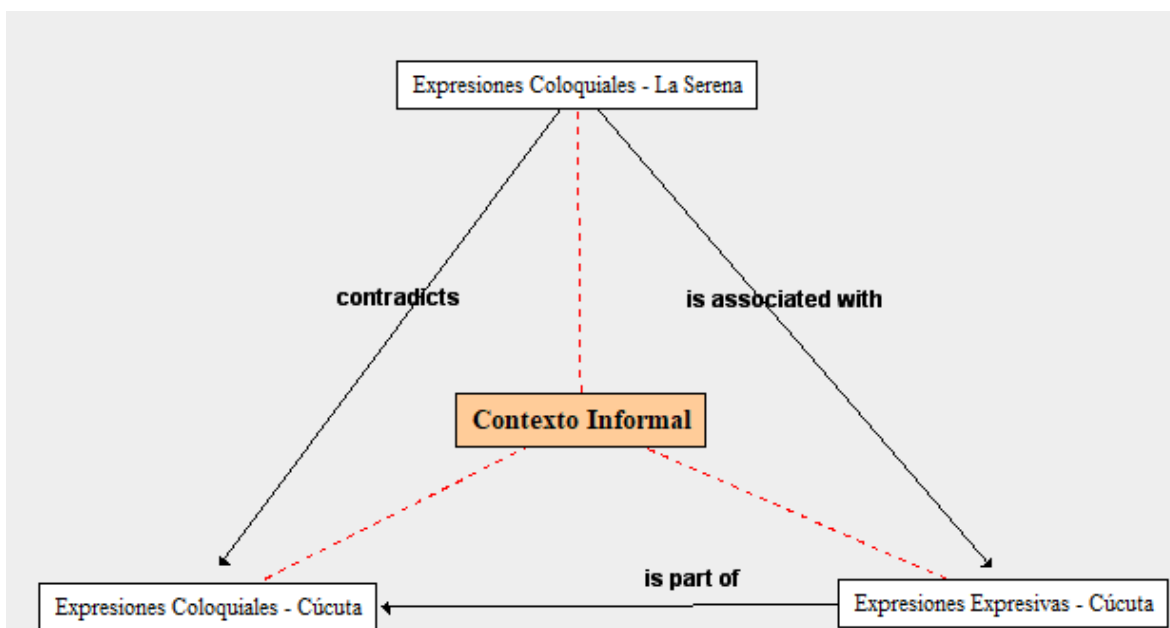 Expresiones Coloquiales - La Serena
contradicts
is associated with
Contexto Informal
is part of
Expresiones Coloquiales - Cúcuta
Expresiones Expresivas - Cúcuta